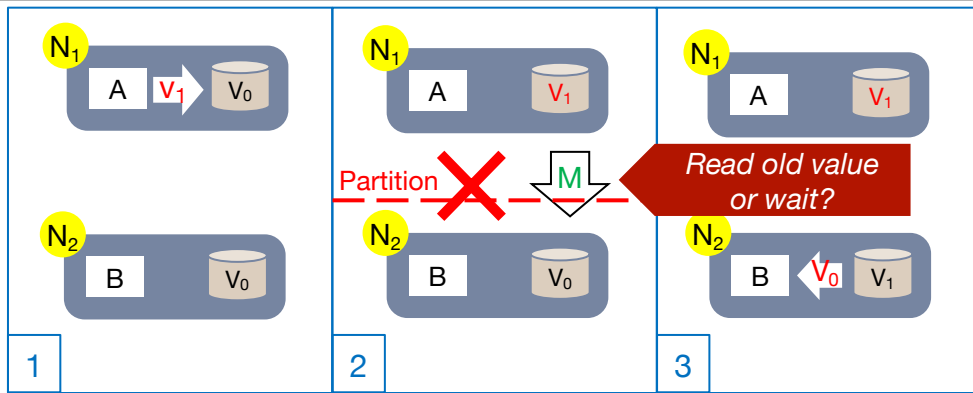 N₁
A
v₁
V₀
N₂
B
V₀
1
N₁
A
V₁
Partition
M
N₂
B
V₀
2
N₁
A
V₁
Read old value
or wait?
N₂
B
V₀
V₁
3